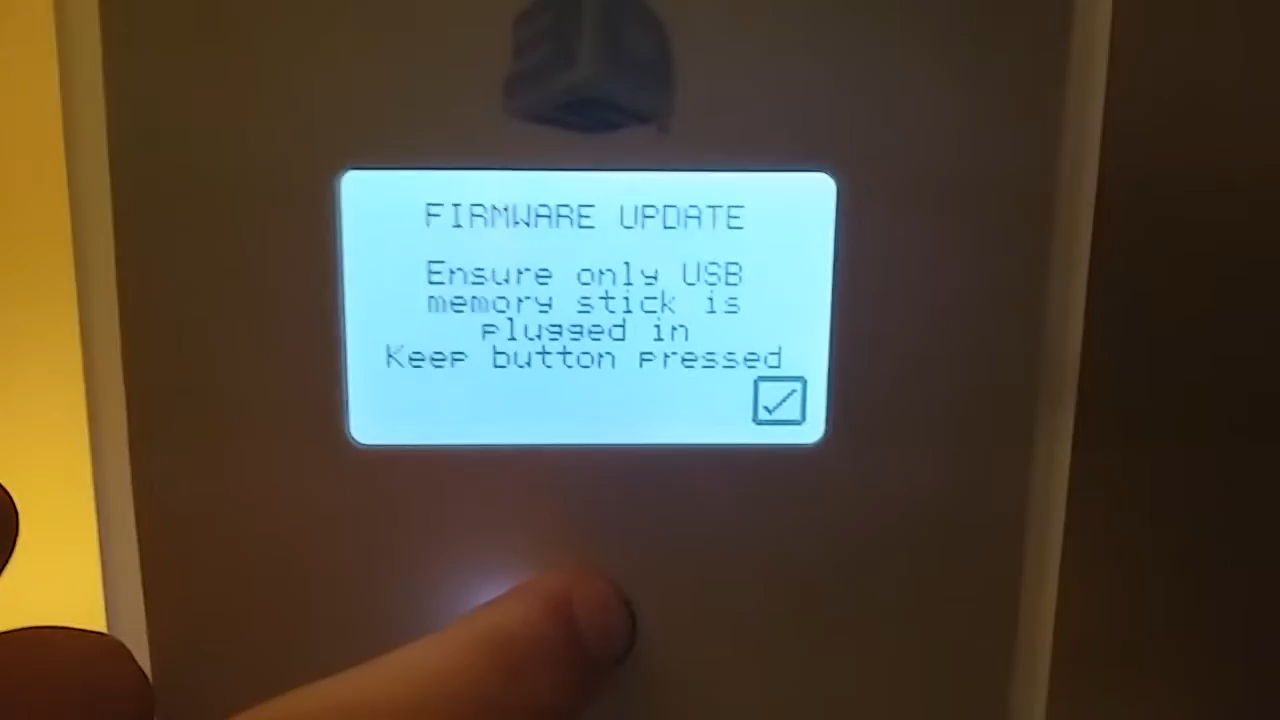 FIRMWARE UPDATE
Ensure only USB
memory stick is
plugged in
Keep button pressed